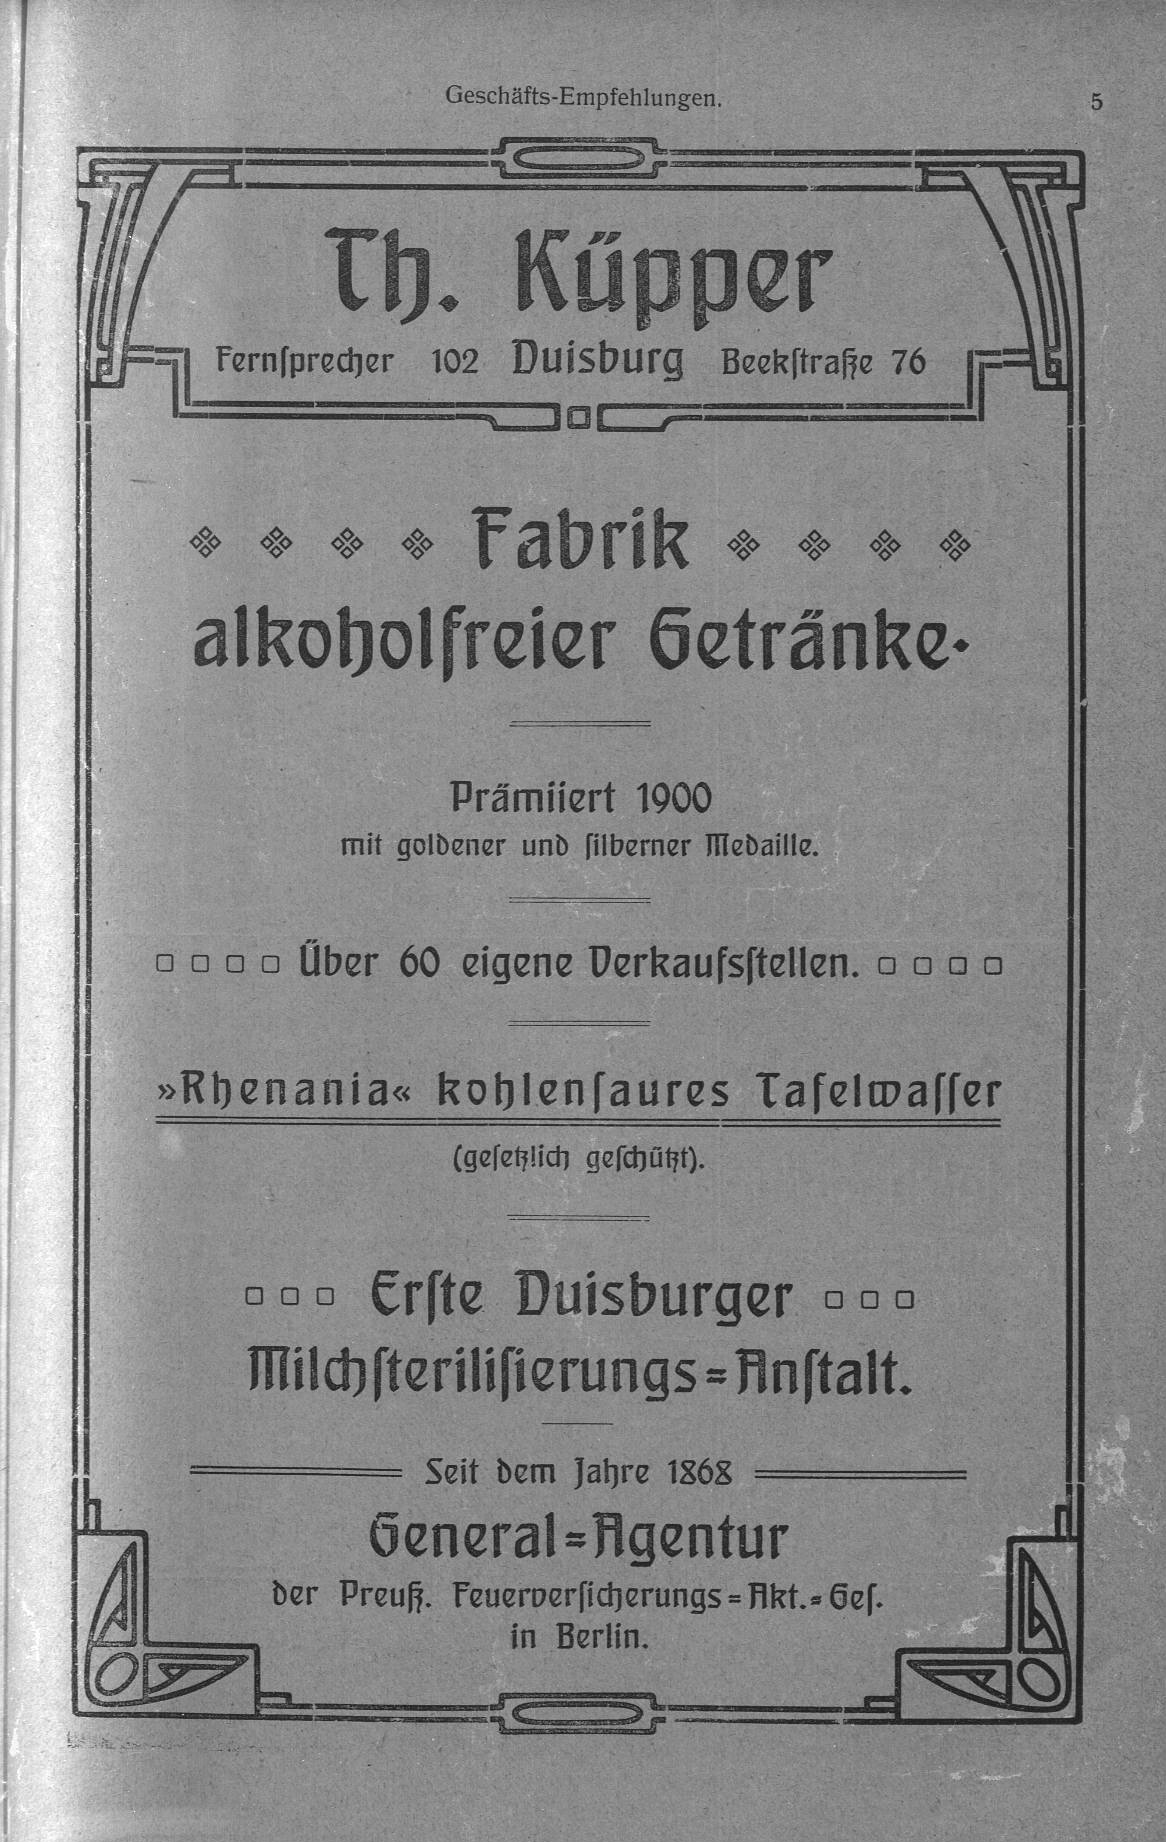 Geschäfts-Empfehlungen. 5
Th. Küpper
Fernſprecher 102 Duisburg Beekſtraße 76
Fabrik
alkoholfreier Getränke.
Prämiiert 1900
mit goldener und ſilberner Medaille.
Über 60 eigene Verkaufsſtellen.
»Rhenania« kohlenſaures Tafelwaſſer
(geſetzlich geſchützt).
Erſte Duisburger
Milchſteriliſierungs=Anſtalt.
Seit dem Jahre 1868
General=Agentur
der Preuß. Feuerverſicherungs=Akt.=Geſ.
in Berlin.